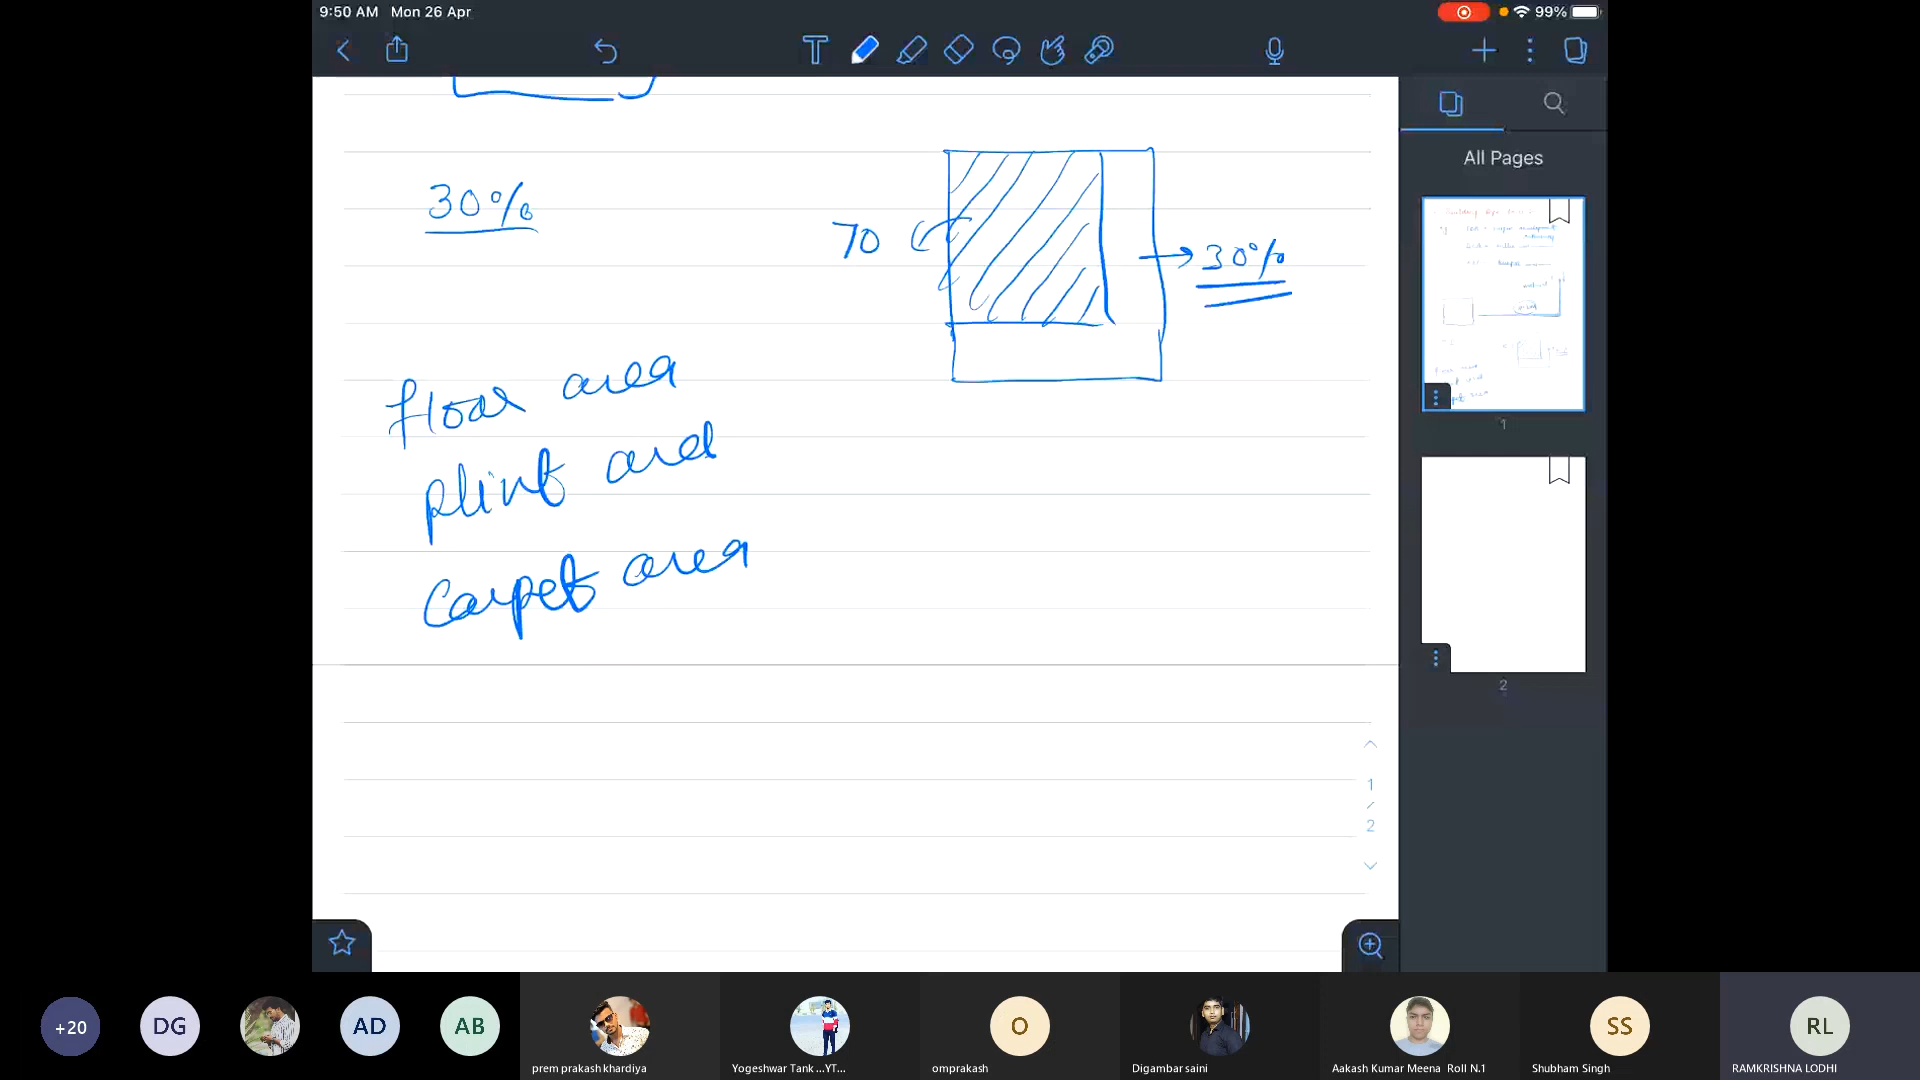 9:50 AM Mon 26 Apr
99%
T
All Pages
30%
70
30%
floor area
plint area
carpet area
1
2
1
/
2
+20
DG
AD
AB
O
SS
RL
prem prakash khardiya
Yogeshwar Tank ...YT...
omprakash
Digambar saini
Aakash Kumar Meena Roll N.1
Shubham Singh
RAMKRISHNA LODHI